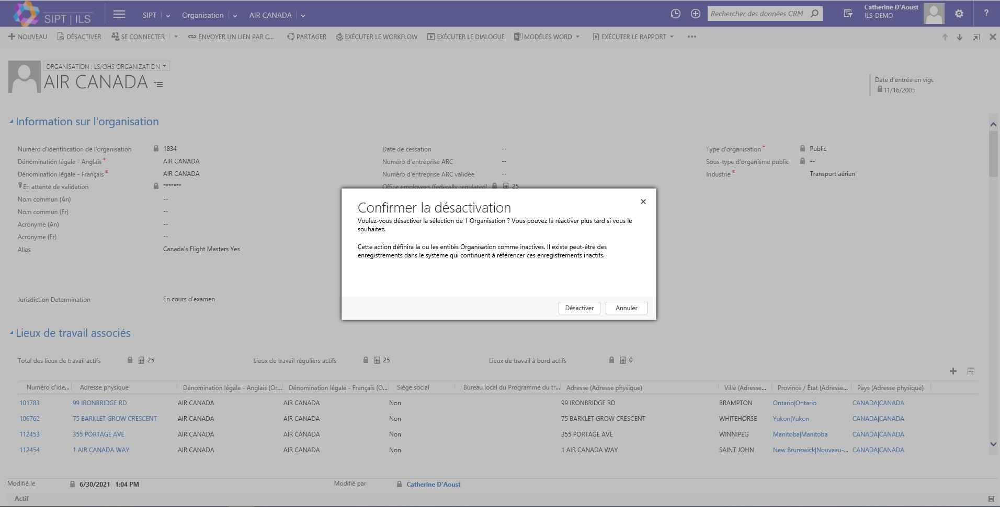 SIPT | ILS
SIPT
Organisation
AIR CANADA
Rechercher des données CRM
Catherine D'Aoust
ILS-DEMO
?
NOUVEAU
DÉSACTIVER
SE CONNECTER
ENVOYER UN LIEN PAR C...
PARTAGER
EXÉCUTER LE WORKFLOW
EXÉCUTER LE DIALOGUE
MODÈLES WORD
EXÉCUTER LE RAPPORT
ORGANISATION : LS/OHS ORGANIZATION
AIR CANADA
Date d'entrée en vigu
11/16/2005
Information sur l'organisation
Numéro d'identification de l'organisation 1834
Dénomination légale - Anglais * AIR CANADA
Dénomination légale - Français * AIR CANADA
En attente de validation *******
Nom commun (An) --
Nom commun (Fr) --
Acronyme (An) --
Acronyme (Fr) --
Alias Canada's Flight Masters Yes
Jurisdiction Determination En cours d'examen
Date de cessation --
Numéro d'entreprise ARC --
Numéro d'entreprise ARC validée --
Office employees (federally regulated) 25
Type d'organisation * Public
Sous-type d'organisme public --
Industrie * Transport aérien
Confirmer la désactivation
Voulez-vous désactiver la sélection de 1 Organisation ? Vous pouvez la réactiver plus tard si vous le
souhaitez.
Cette action définira la ou les entités Organisation comme inactives. Il existe peut-être des
enregistrements dans le système qui continuent à référencer ces enregistrements inactifs.
Désactiver
Annuler
Lieux de travail associés
Total des lieux de travail actifs 25
Lieux de travail réguliers actifs 25
Lieux de travail à bord actifs 0
Numéro d'ide... Adresse physique Dénomination légale - Anglais (Or... Dénomination légale - Français (O... Siège social Bureau local du Programme du tr... Adresse (Adresse physique) Ville (Adresse... Province / État (Adresse... Pays (Adresse physique)
101783 99 IRONBRIDGE RD AIR CANADA AIR CANADA Non 99 IRONBRIDGE RD BRAMPTON Ontario|Ontario CANADA|CANADA
106762 75 BARKLET GROW CRESCENT AIR CANADA AIR CANADA Non 75 BARKLET GROW CRESCENT WHITEHORSE Yukon|Yukon CANADA|CANADA
112453 355 PORTAGE AVE AIR CANADA AIR CANADA Non 355 PORTAGE AVE WINNIPEG Manitoba|Manitoba CANADA|CANADA
112454 1 AIR CANADA WAY AIR CANADA AIR CANADA Non 1 AIR CANADA WAY SAINT JOHN New Brunswick|Nouveau-... CANADA|CANADA
Modifié le 6/30/2021 1:04 PM
Modifié par Catherine D'Aoust
Actif